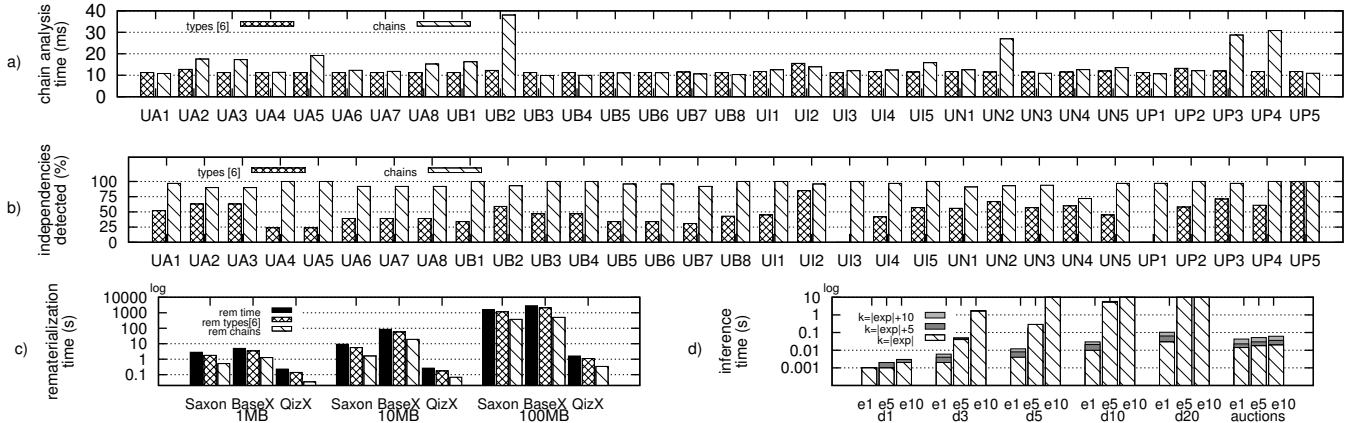 a)
chain analysis
time (ms)
40
30
20
10
0
types [6]
chains
UA1 UA2 UA3 UA4 UA5 UA6 UA7 UA8 UB1 UB2 UB3 UB4 UB5 UB6 UB7 UB8 UI1 UI2 UI3 UI4 UI5 UN1 UN2 UN3 UN4 UN5 UP1 UP2 UP3 UP4 UP5
b)
independencies
detected (%)
100
75
50
25
0
types [6]
chains
UA1 UA2 UA3 UA4 UA5 UA6 UA7 UA8 UB1 UB2 UB3 UB4 UB5 UB6 UB7 UB8 UI1 UI2 UI3 UI4 UI5 UN1 UN2 UN3 UN4 UN5 UP1 UP2 UP3 UP4 UP5
c)
rematerialization
time (s)
log
10000
1000
100
10
1
0.1
rem time
rem types[6]
rem chains
Saxon BaseX QizX Saxon BaseX QizX Saxon BaseX QizX
1MB 10MB 100MB
d)
inference
time (s)
log
10
1
0.1
0.01
0.001
k=|exp|+10
k=|exp|+5
k=|exp|
e1 e5 e10 e1 e5 e10 e1 e5 e10 e1 e5 e10 e1 e5 e10 e1 e5 e10
d1 d3 d5 d10 d20 auctions